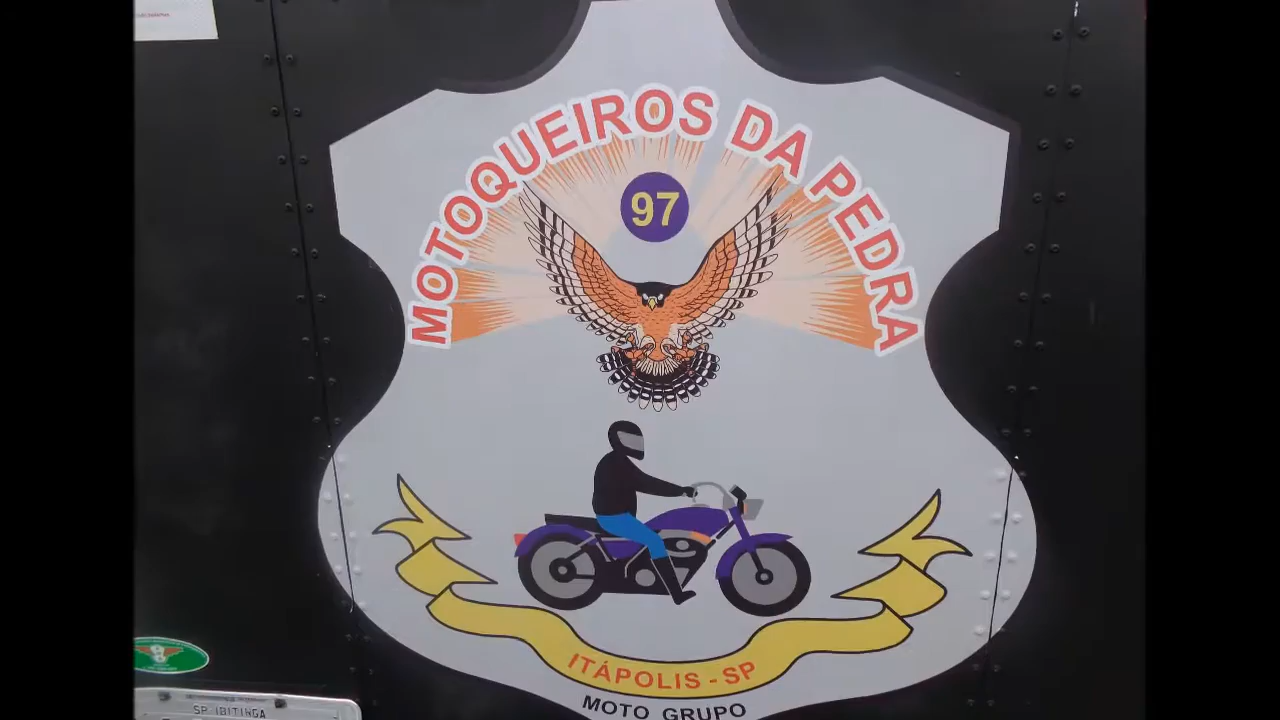 MOTOQUEIROS DA PEDRA
97
ITÁPOLIS - SP
MOTO GRUPO
SP IBITINGA